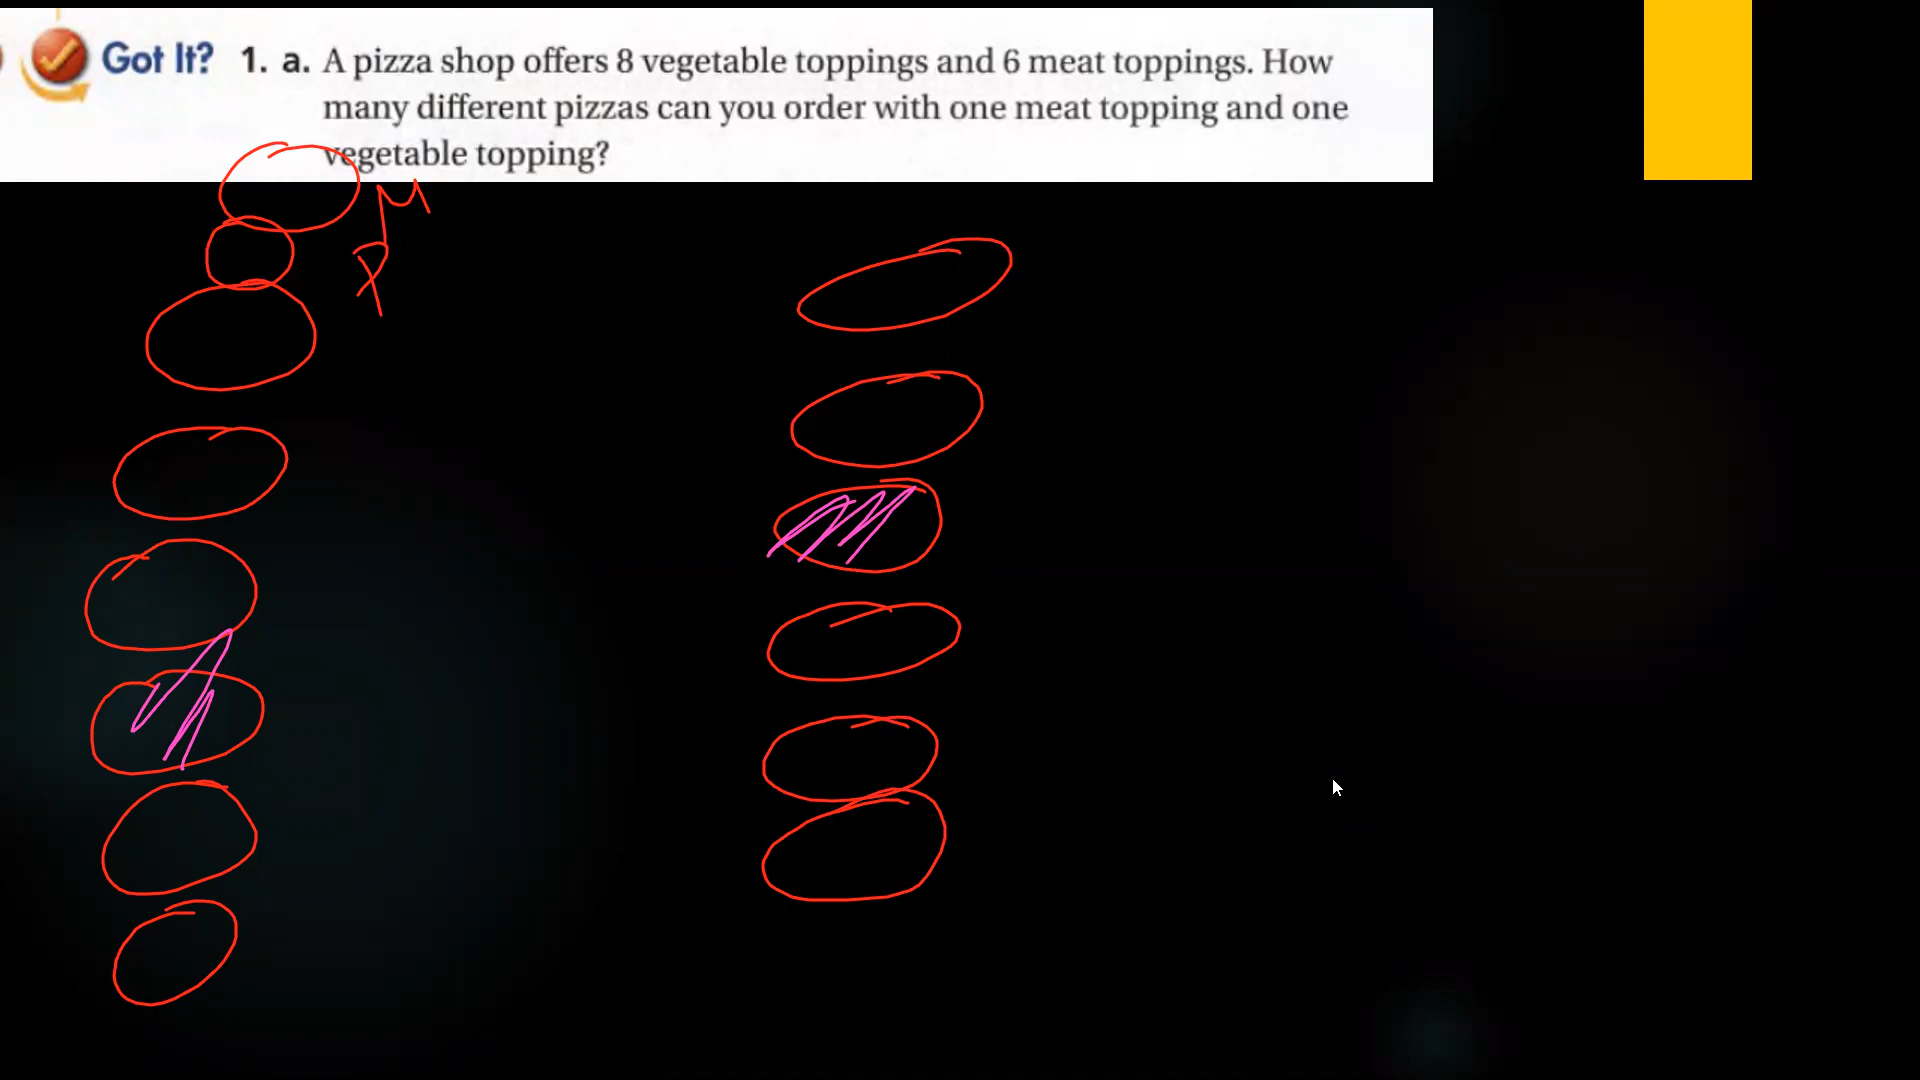 Got It? 1. a. A pizza shop offers 8 vegetable toppings and 6 meat toppings. How
many different pizzas can you order with one meat topping and one
vegetable topping?
M